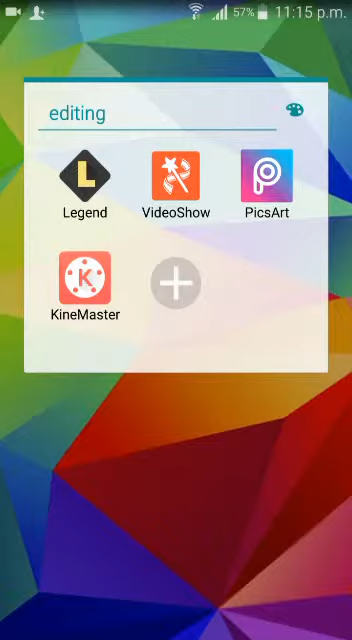 57% 11:15 p.m.
editing
L
Legend VideoShow PicsArt
K
KineMaster